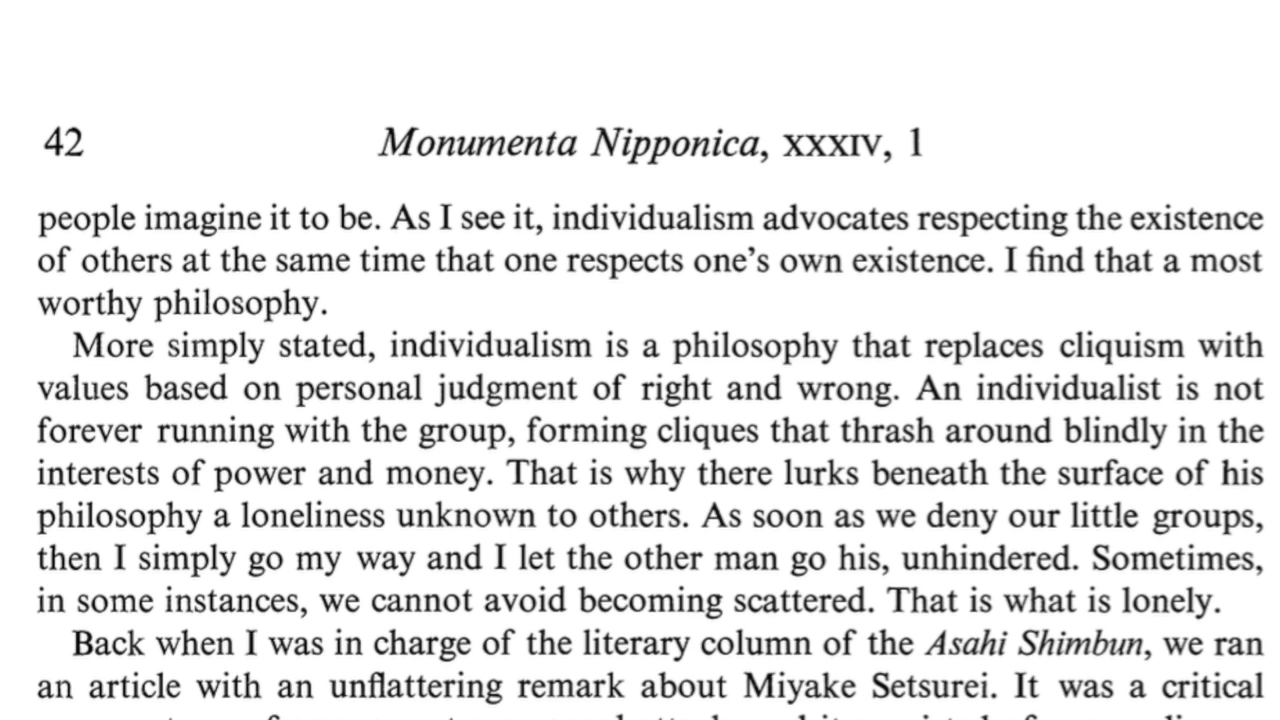 42 Monumenta Nipponica, XXXIV, 1
people imagine it to be. As I see it, individualism advocates respecting the existence
of others at the same time that one respects one's own existence. I find that a most
worthy philosophy.
More simply stated, individualism is a philosophy that replaces cliquism with
values based on personal judgment of right and wrong. An individualist is not
forever running with the group, forming cliques that thrash around blindly in the
interests of power and money. That is why there lurks beneath the surface of his
philosophy a loneliness unknown to others. As soon as we deny our little groups,
then I simply go my way and I let the other man go his, unhindered. Sometimes,
in some instances, we cannot avoid becoming scattered. That is what is lonely.
Back when I was in charge of the literary column of the Asahi Shimbun, we ran
an article with an unflattering remark about Miyake Setsurei. It was a critical